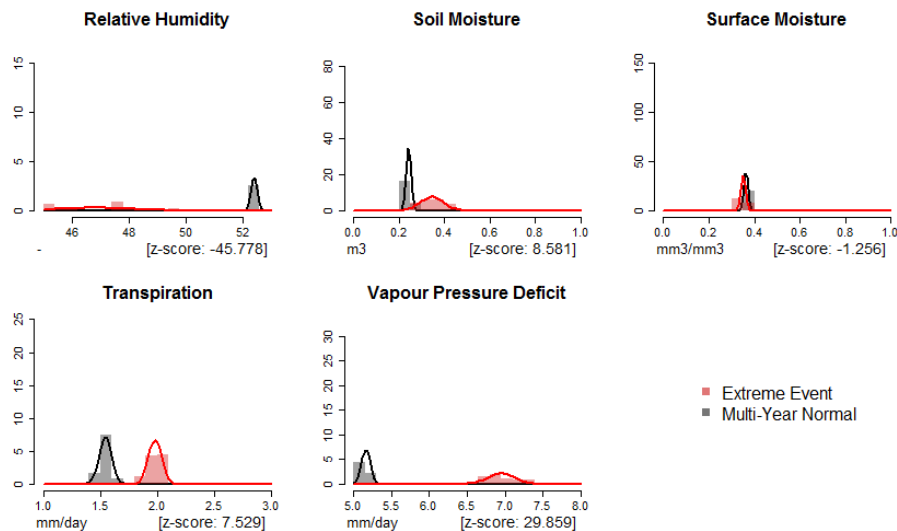 Relative Humidity
Soil Moisture
Surface Moisture
15
10
5
0
46 48 50 52
- [z-score: -45.778]
80
60
40
20
0
0.0 0.2 0.4 0.6 0.8 1.0
m3 [z-score: 8.581]
150
100
50
0
0.0 0.2 0.4 0.6 0.8 1.0
mm3/mm3 [z-score: -1.256]
Transpiration
Vapour Pressure Deficit
25
20
15
10
5
0
1.0 1.5 2.0 2.5 3.0
mm/day [z-score: 7.529]
30
25
20
15
10
5
0
5.0 5.5 6.0 6.5 7.0 7.5 8.0
mm/day [z-score: 29.859]
Extreme Event
Multi-Year Normal